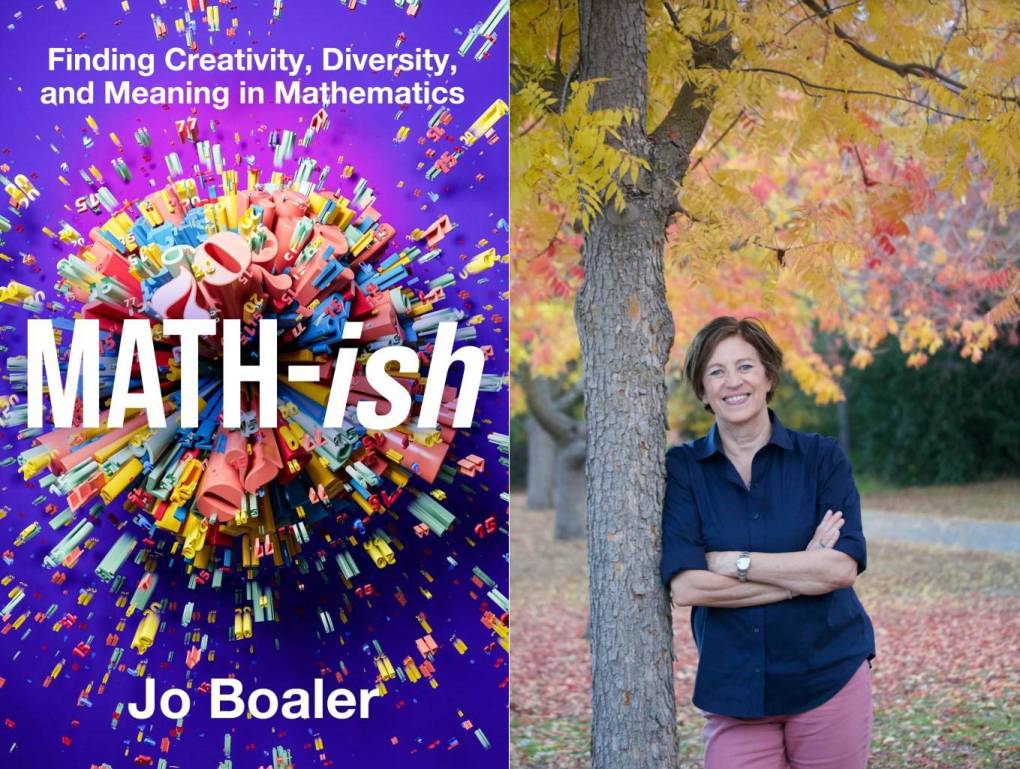 Finding Creativity, Diversity,
and Meaning in Mathematics
MATH-ish
Jo Boaler